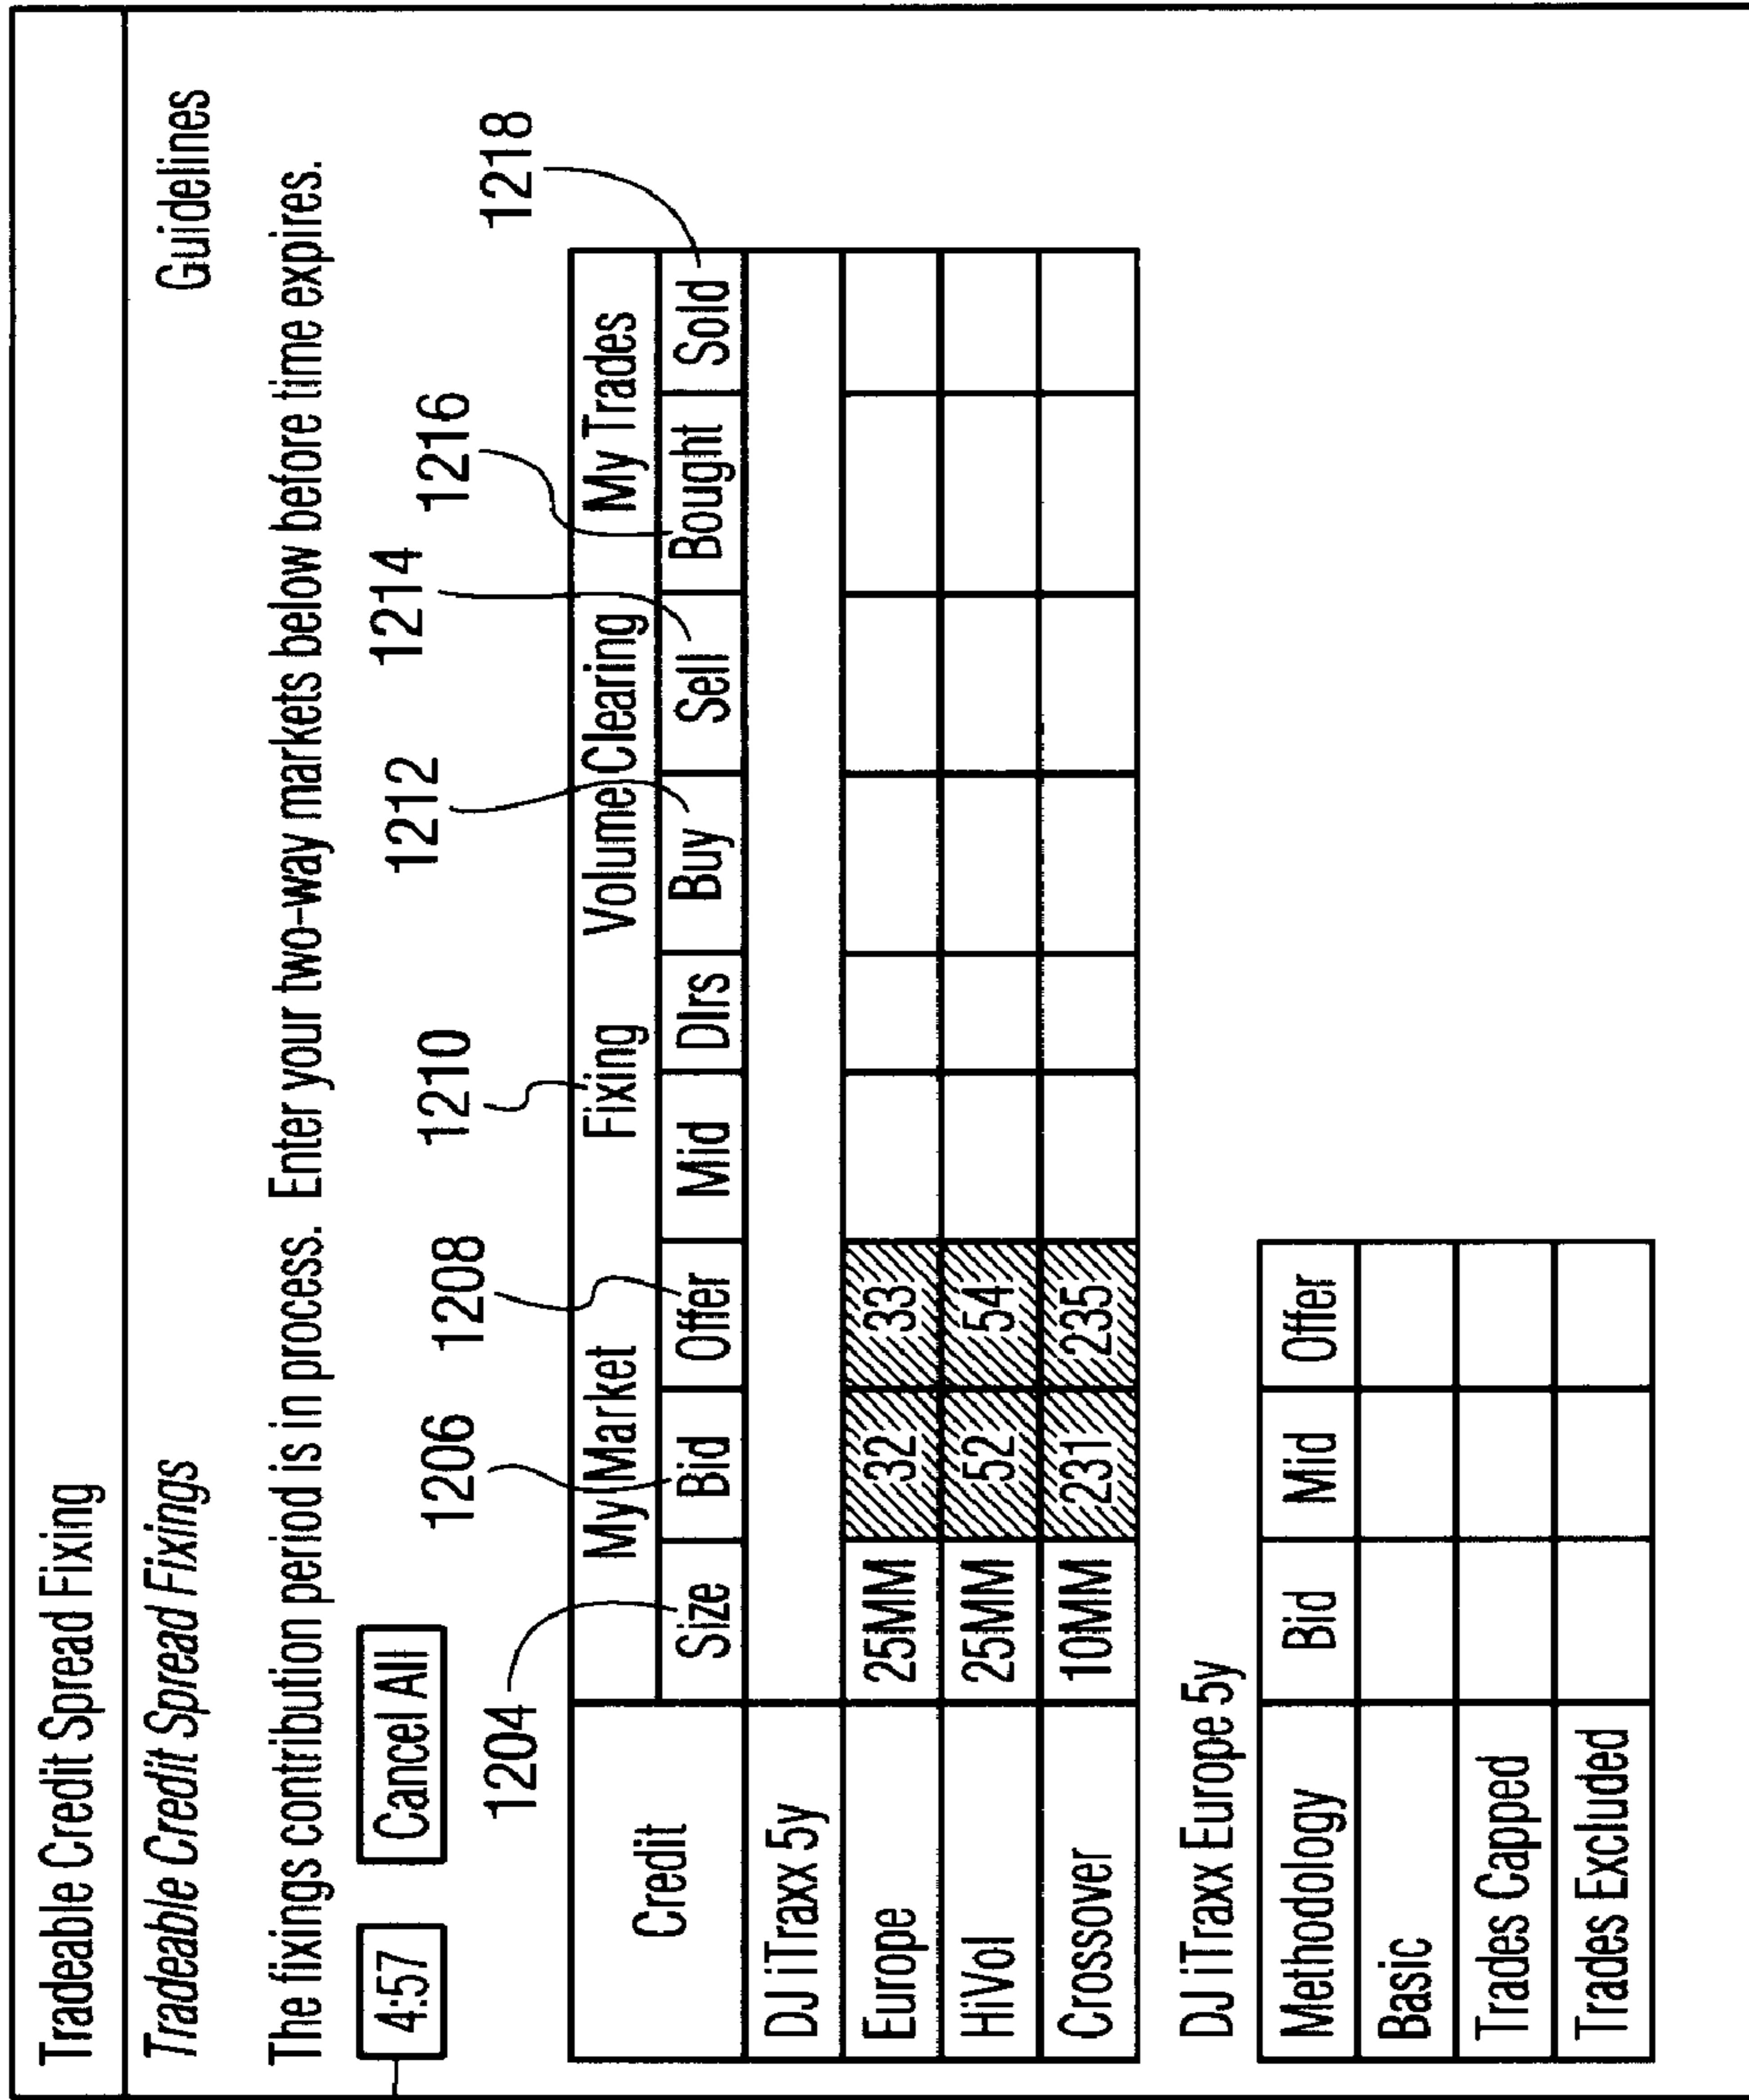 Tradeable Credit Spread Fixing
Tradeable Credit Spread Fixings Guidelines
The fixings contribution period is in process. Enter your two-way markets below before time expires.
4:57 Cancel All
1204 1206 1208 1210 1212 1214 1216 1218
Credit My Market Fixing Volume Clearing My Trades
Size Bid Offer Mid Dlrs Buy Sell Bought Sold
DJ iTraxx 5y
Europe 25MM 32 33
HiVol 25MM 52 54
Crossover 10MM 231 235
DJ iTraxx Europe 5y
Methodology Bid Mid Offer
Basic
Trades Capped
Trades Excluded